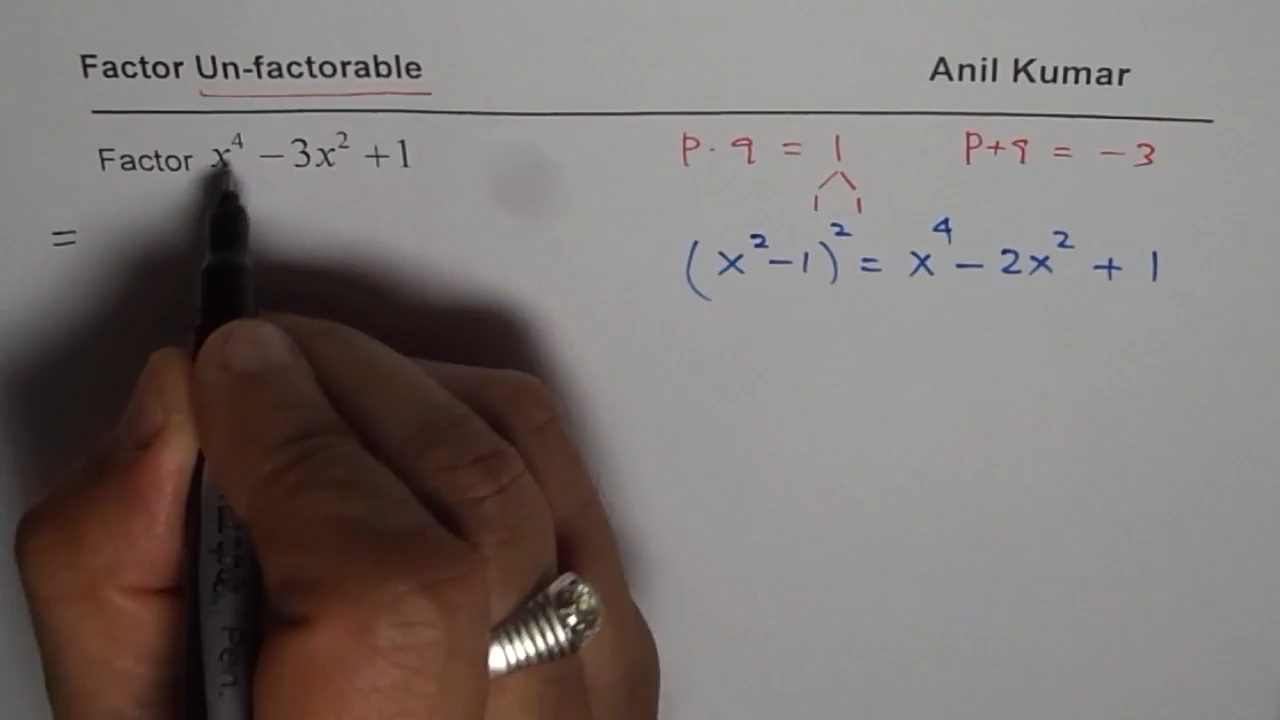 Factor Un-factorable Anil Kumar
Factor x⁴ − 3x² + 1 P · q = 1 P + q = − 3
1 1
= (x² − 1)² = x⁴ − 2x² + 1
Pen.